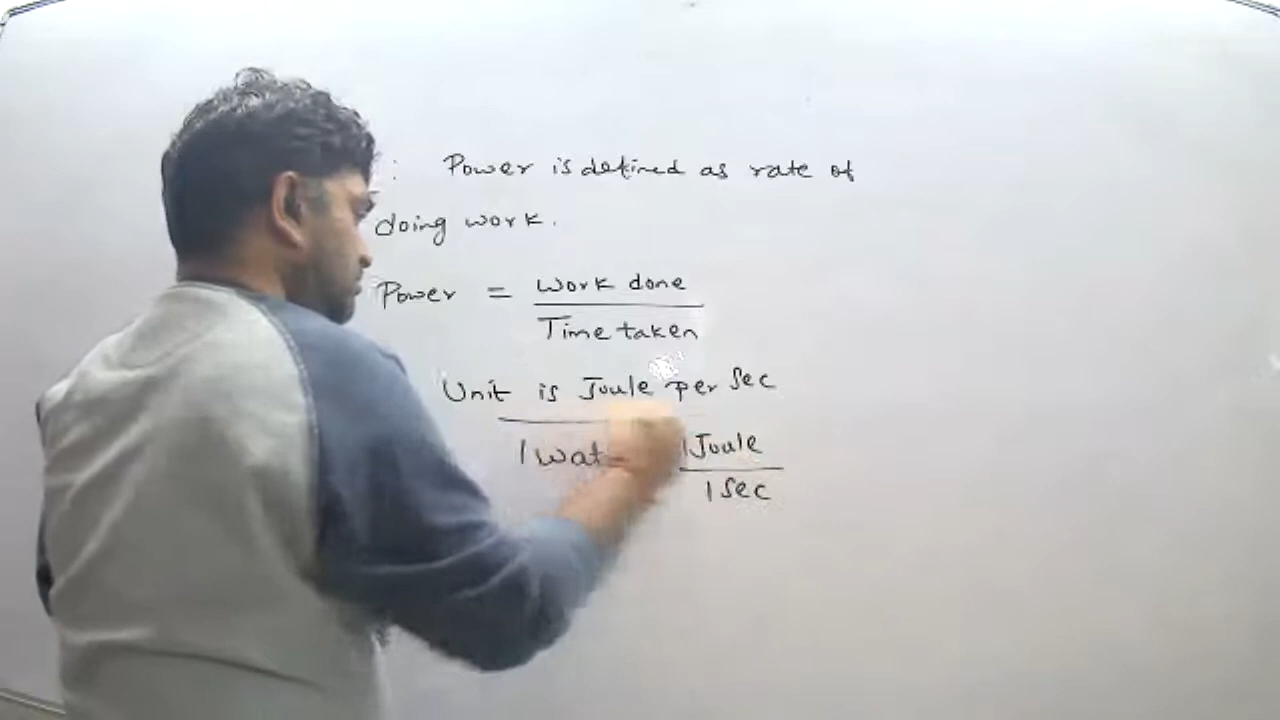 : Power is defined as rate of
doing work.
Power = Work done
Time taken
Unit is Joule per Sec
1 Wat 1 Joule
1 Sec